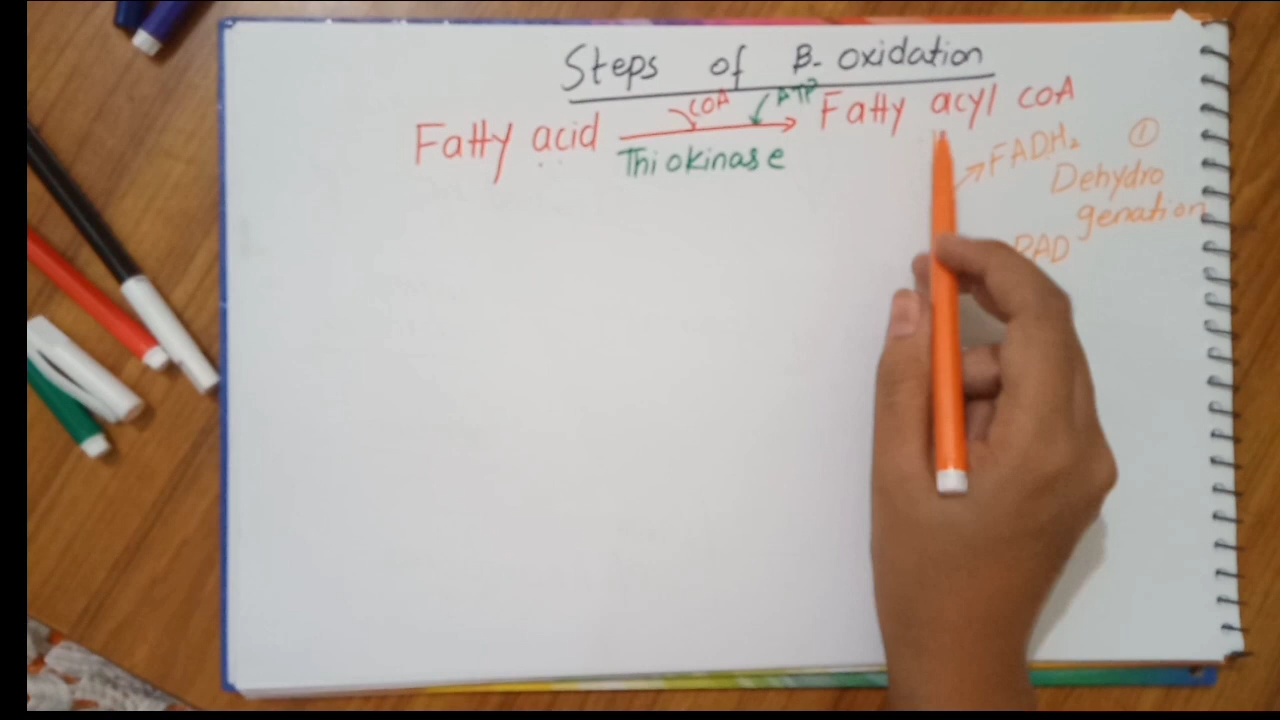 Steps of B- oxidation
Fatty acid COA ATP Fatty acyl coA
Thiokinase
FADH₂ ①
Dehydro
genation